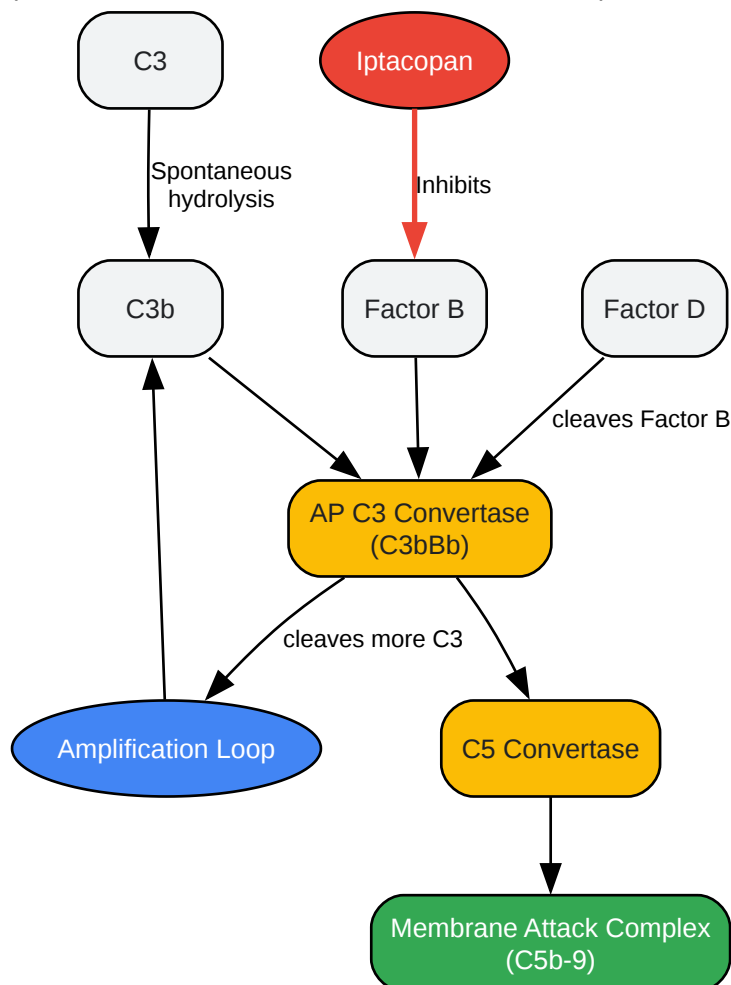 C3
Iptacopan
Spontaneous
hydrolysis
Inhibits
C3b
Factor B
Factor D
cleaves Factor B
AP C3 Convertase
(C3bBb)
cleaves more C3
Amplification Loop
C5 Convertase
Membrane Attack Complex
(C5b-9)